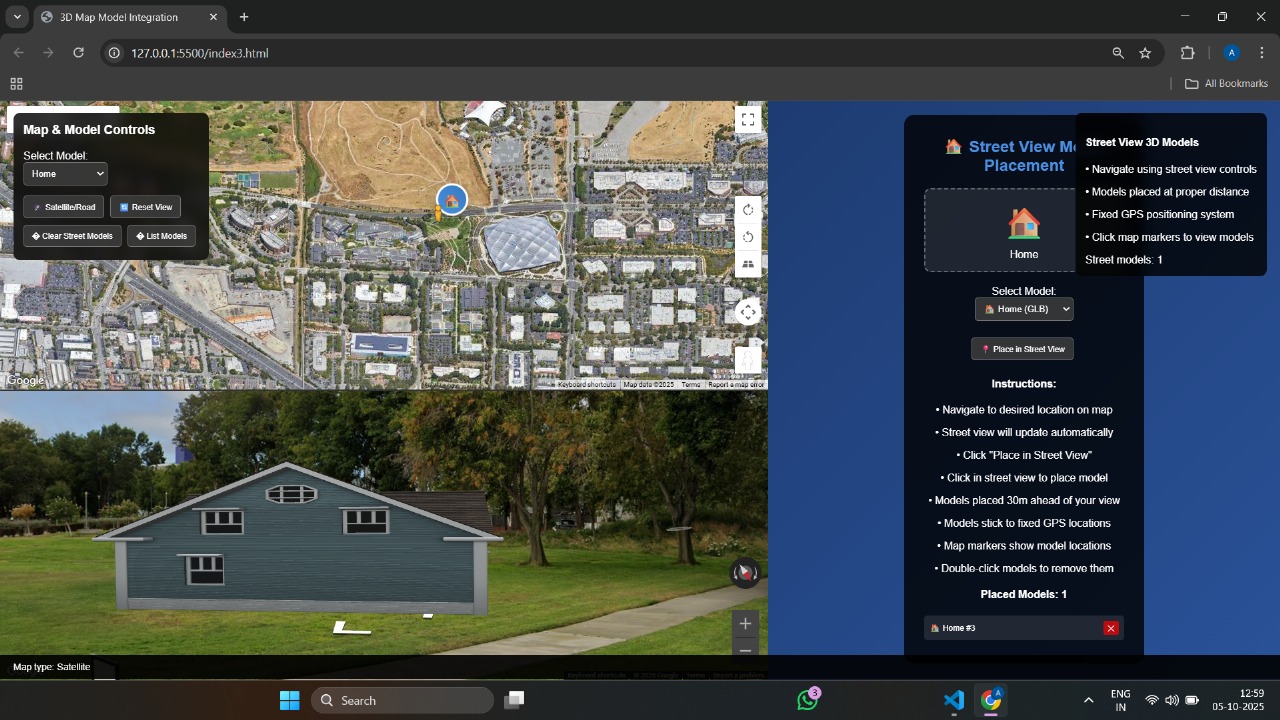 3D Map Model Integration
127.0.0.1:5500/index3.html
A
All Bookmarks
Map & Model Controls
Select Model:
Home
Satellite/Road
Reset View
� Clear Street Models
� List Models
Google
Keyboard shortcuts
Map data ©2025
Terms
Report a map error
Street View Mo
Placement
Home
Select Model:
Home (GLB)
Place in Street View
Instructions:
• Navigate to desired location on map
• Street view will update automatically
• Click "Place in Street View"
• Click in street view to place model
• Models placed 30m ahead of your view
• Models stick to fixed GPS locations
• Map markers show model locations
• Double-click models to remove them
Placed Models: 1
Home #3
Street View 3D Models
• Navigate using street view controls
• Models placed at proper distance
• Fixed GPS positioning system
• Click map markers to view models
Street models: 1
Map type: Satellite
Keyboard shortcuts
Terms
Report a problem
Search
3
A
ENG
IN
12:59
05-10-2025